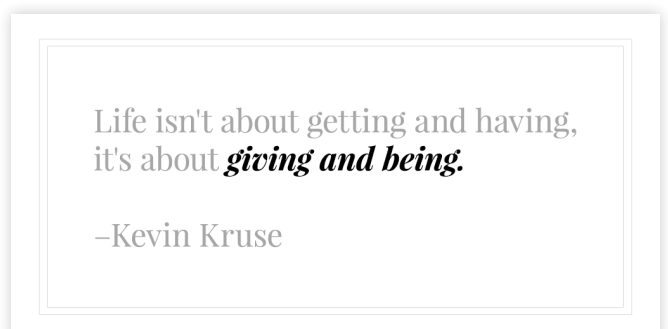 Life isn't about getting and having,
it's about giving and being.
–Kevin Kruse